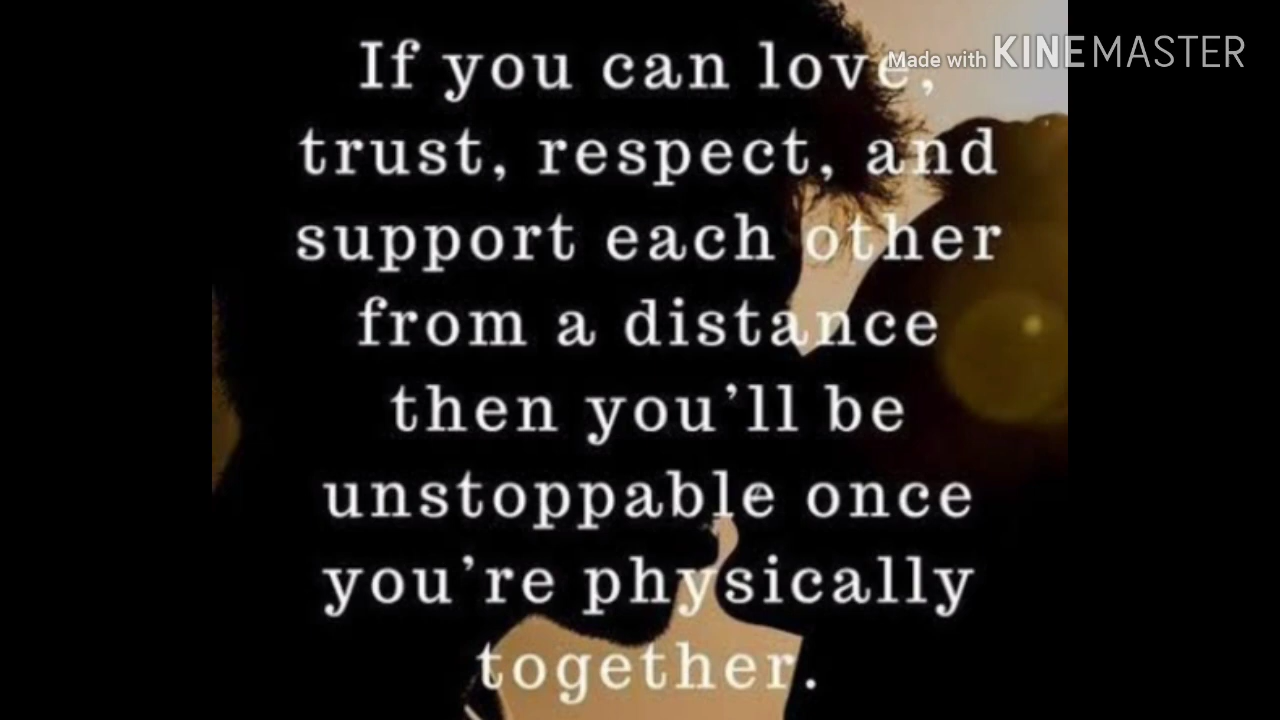 Made with KINEMASTER
If you can love,
trust, respect, and
support each other
from a distance
then you’ll be
unstoppable once
you’re physically
together.